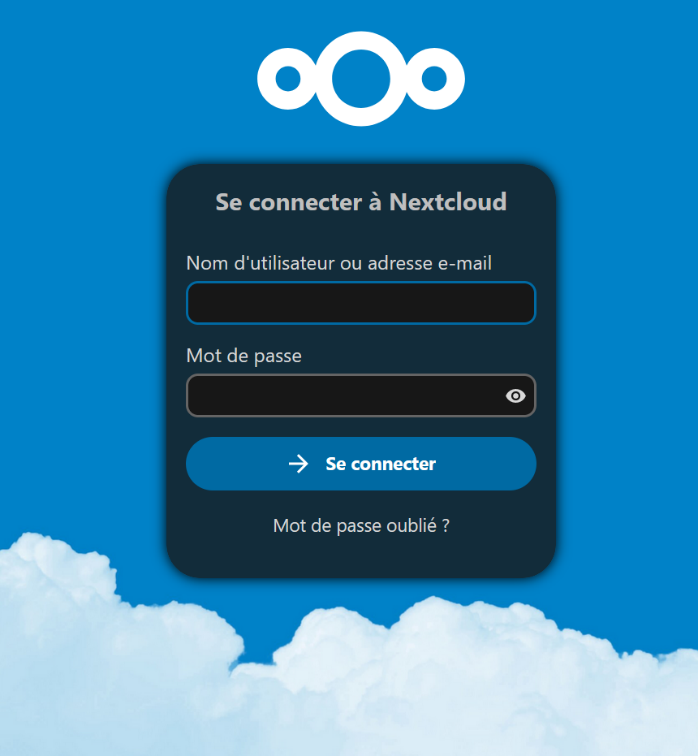 Se connecter à Nextcloud
Nom d'utilisateur ou adresse e-mail
Mot de passe
Se connecter
Mot de passe oublié ?